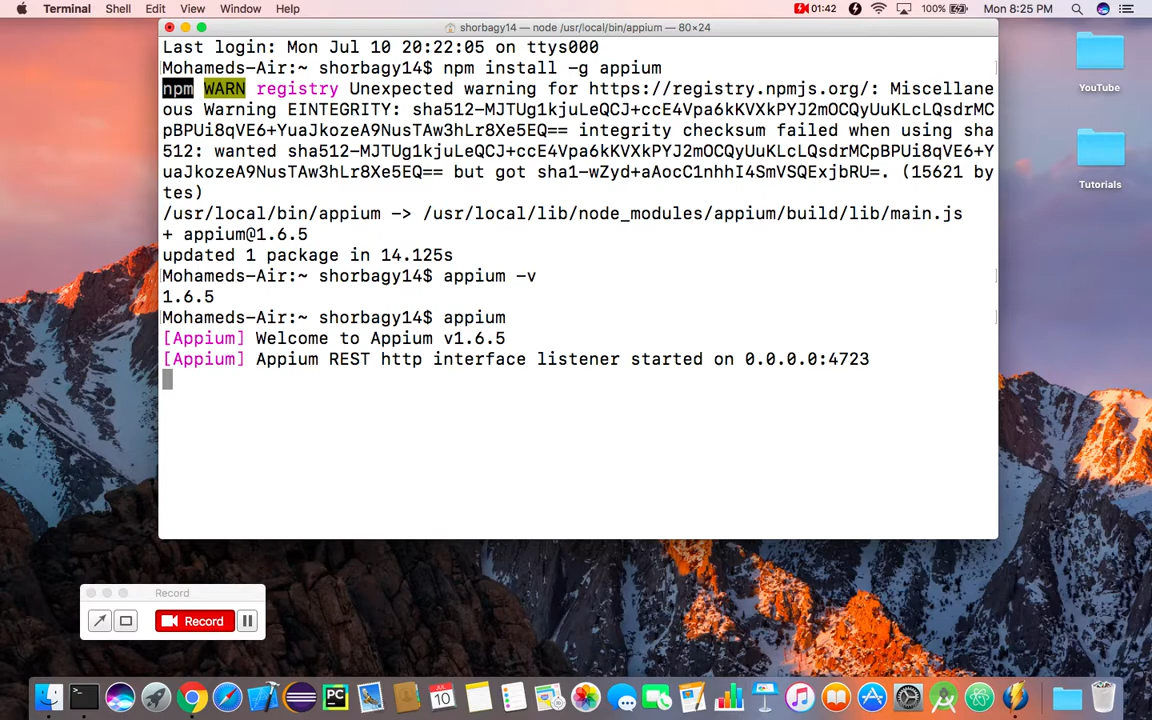 Terminal Shell Edit View Window Help 01:42 100% Mon Jul 8:25 PM
shorbagy14 — node /usr/local/bin/appium — 80×24
Last login: Mon Jul 10 20:22:05 on ttys000
Mohameds-Air:~ shorbagy14$ npm install -g appium
npm WARN registry Unexpected warning for https://registry.npmjs.org/: Miscellane
ous Warning EINTEGRITY: sha512-MJTUg1kjuLeQCJ+ccE4Vpa6kKVXkPYJ2mOCQyUuKLcLQsdrMC
pBPUi8qVE6+YuaJkozeA9NusTAw3hLr8Xe5EQ== integrity checksum failed when using sha
512: wanted sha512-MJTUg1kjuLeQCJ+ccE4Vpa6kKVXkPYJ2mOCQyUuKLcLQsdrMCpBPUi8qVE6+Y
uaJkozeA9NusTAw3hLr8Xe5EQ== but got sha1-wZyd+aAocC1nhhI4SmVSQExjbRU=. (15621 by
tes)
/usr/local/bin/appium -> /usr/local/lib/node_modules/appium/build/lib/main.js
+ appium@1.6.5
updated 1 package in 14.125s
Mohameds-Air:~ shorbagy14$ appium -v
1.6.5
Mohameds-Air:~ shorbagy14$ appium
[Appium] Welcome to Appium v1.6.5
[Appium] Appium REST http interface listener started on 0.0.0.0:4723
YouTube
Tutorials
Record
Record
PC
10